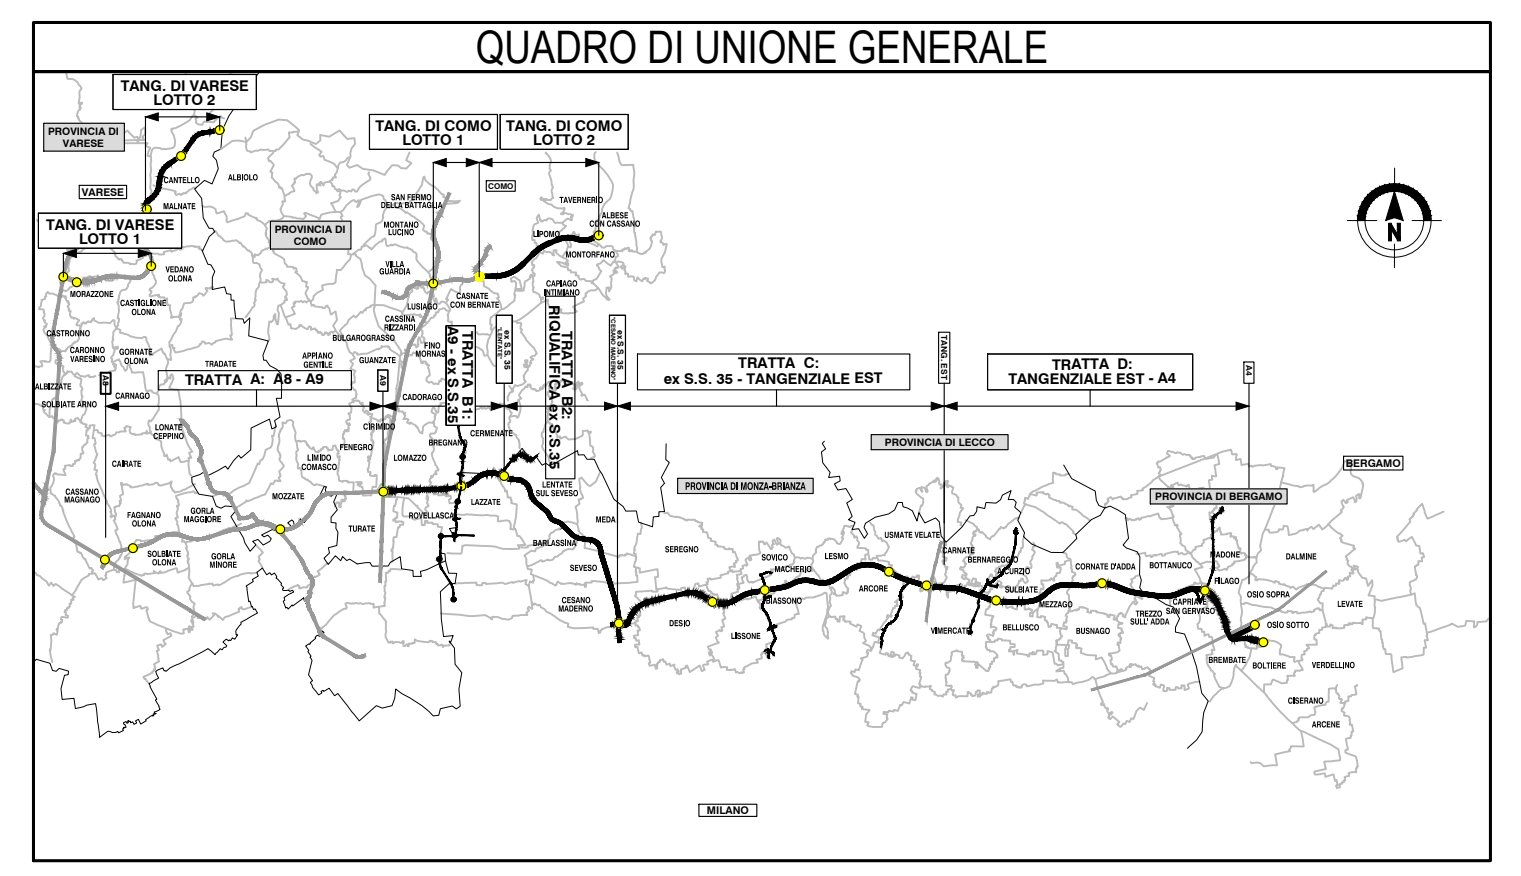 QUADRO DI UNIONE GENERALE
TANG. DI VARESE
LOTTO 2
PROVINCIA DI
VARESE
TANG. DI COMO
LOTTO 1
TANG. DI COMO
LOTTO 2
CANTELLO
ALBIOLO
VARESE
MALNATE
COMO
SAN FERMO
DELLA BATTAGLIA
TAVERNERIO
ALBESE
CON CASSANO
TANG. DI VARESE
LOTTO 1
PROVINCIA DI
COMO
MONTANO
LUCINO
LIPOMO
MONTORFANO
N
VILLA
GUARDIA
VEDANO
OLONA
MORAZZONE
CASTIGLIONE
OLONA
CAPIAGO
INTIMIANO
CASNATE
CON BERNATE
LUSIAGO
CASSINA
RIZZARDI
CASTRONNO
BULGAROGRASSO
CARONNO
VARESINO
GORNATE
OLONA
TRADATE
APPIANO
GENTILE
GUANZATE
FINO
MORNAS
TRATTA B1:
A9 - ex S.S.35
ex S.S. 35
"LENTATE"
TRATTA B2:
RIQUALIFICA ex S.S.35
ex S.S. 35
"CESANO MADERNO"
TRATTA C:
ex S.S. 35 - TANGENZIALE EST
TANG. EST
TRATTA D:
TANGENZIALE EST - A4
A4
ALBIZZATE
A8
TRATTA A: A8 - A9
A9
SOLBIATE ARNO
CARNAGO
CADORAGO
LONATE
CEPPINO
CIRIMIDO
CERMENATE
BREGNANO
FENEGRO
PROVINCIA DI LECCO
CAIRATE
LIMIDO
COMASCO
LOMAZZO
BERGAMO
CASSANO
MAGNAGO
MOZZATE
LENTATE
SUL SEVESO
PROVINCIA DI MONZA-BRIANZA
PROVINCIA DI BERGAMO
LAZZATE
FAGNANO
OLONA
GORLA
MAGGIORE
TURATE
ROVELLASCA
MEDA
USMATE VELATE
BARLASSINA
SEREGNO
SOVICO
LESMO
CARNATE
BERNAREGGIO
MADONE
DALMINE
SOLBIATE
OLONA
GORLA
MINORE
SEVESO
MACHERIO
AICURZIO
CORNATE D'ADDA
BOTTANUCO
FILAGO
ARCORE
SULBIATE
OSIO SOPRA
CESANO
MADERNO
BIASSONO
MEZZAGO
CAPRIATE
SAN GERVASO
LEVATE
TREZZO
SULL' ADDA
DESIO
LISSONE
VIMERCATE
BELLUSCO
BUSNAGO
OSIO SOTTO
BREMBATE
BOLTIERE
VERDELLINO
CISERANO
ARCENE
MILANO